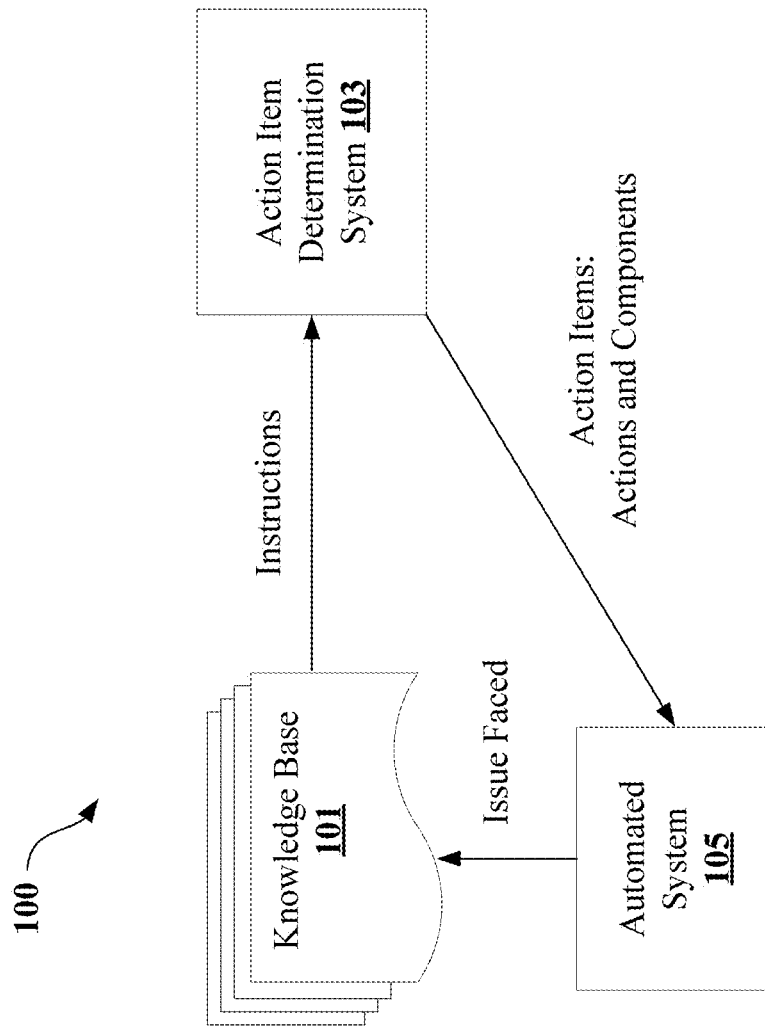 100
Knowledge Base
101
Instructions
Action Item
Determination
System 103
Issue Faced
Action Items:
Actions and Components
Automated
System
105